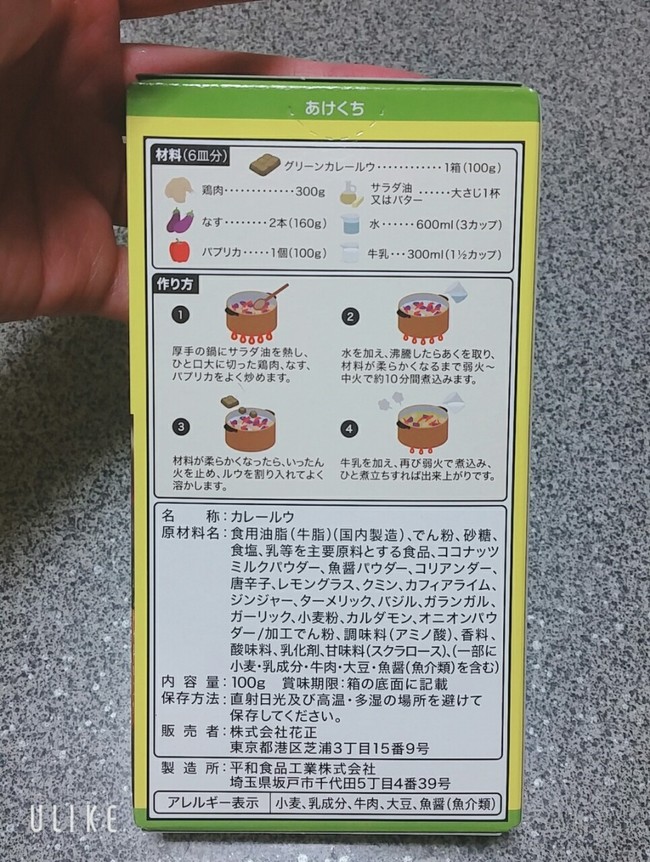 あけくち
材料(6皿分)
グリーンカレールウ・・・・・・・・・・・・1箱(100g)
鶏肉・・・・・・・・・・・・・300g
サラダ油
又はバター ・・・・・・大さじ1杯
なす・・・・・・・・2本(160g)
水・・・・・・600ml(3カップ)
パプリカ・・・・・1個(100g)
牛乳・・・300ml(1½カップ)
作り方
1
厚手の鍋にサラダ油を熱し、
ひと口大に切った鶏肉、なす、
パプリカをよく炒めます。
2
水を加え、沸騰したらあくを取り、
材料が柔らかくなるまで弱火〜
中火で約10分間煮込みます。
3
材料が柔らかくなったら、いったん
火を止め、ルウを割り入れてよく
溶かします。
4
牛乳を加え、再び弱火で煮込み、
ひと煮立ちすれば出来上がりです。
名 称:カレールウ
原材料名:食用油脂(牛脂)(国内製造)、でん粉、砂糖、
食塩、乳等を主要原料とする食品、ココナッツ
ミルクパウダー、魚醤パウダー、コリアンダー、
唐辛子、レモングラス、クミン、カフィアライム、
ジンジャー、ターメリック、バジル、ガランガル、
ガーリック、小麦粉、カルダモン、オニオンパウ
ダー/加工でん粉、調味料(アミノ酸)、香料、
酸味料、乳化剤、甘味料(スクラロース)、(一部に
小麦・乳成分・牛肉・大豆・魚醤(魚介類)を含む)
内 容 量:100g 賞味期限:箱の底面に記載
保存方法:直射日光及び高温・多湿の場所を避けて
保存してください。
販 売 者:株式会社花正
東京都港区芝浦3丁目15番9号
製 造 所:平和食品工業株式会社
埼玉県坂戸市千代田5丁目4番39号
アレルギー表示 小麦、乳成分、牛肉、大豆、魚醤(魚介類)
ULIKE